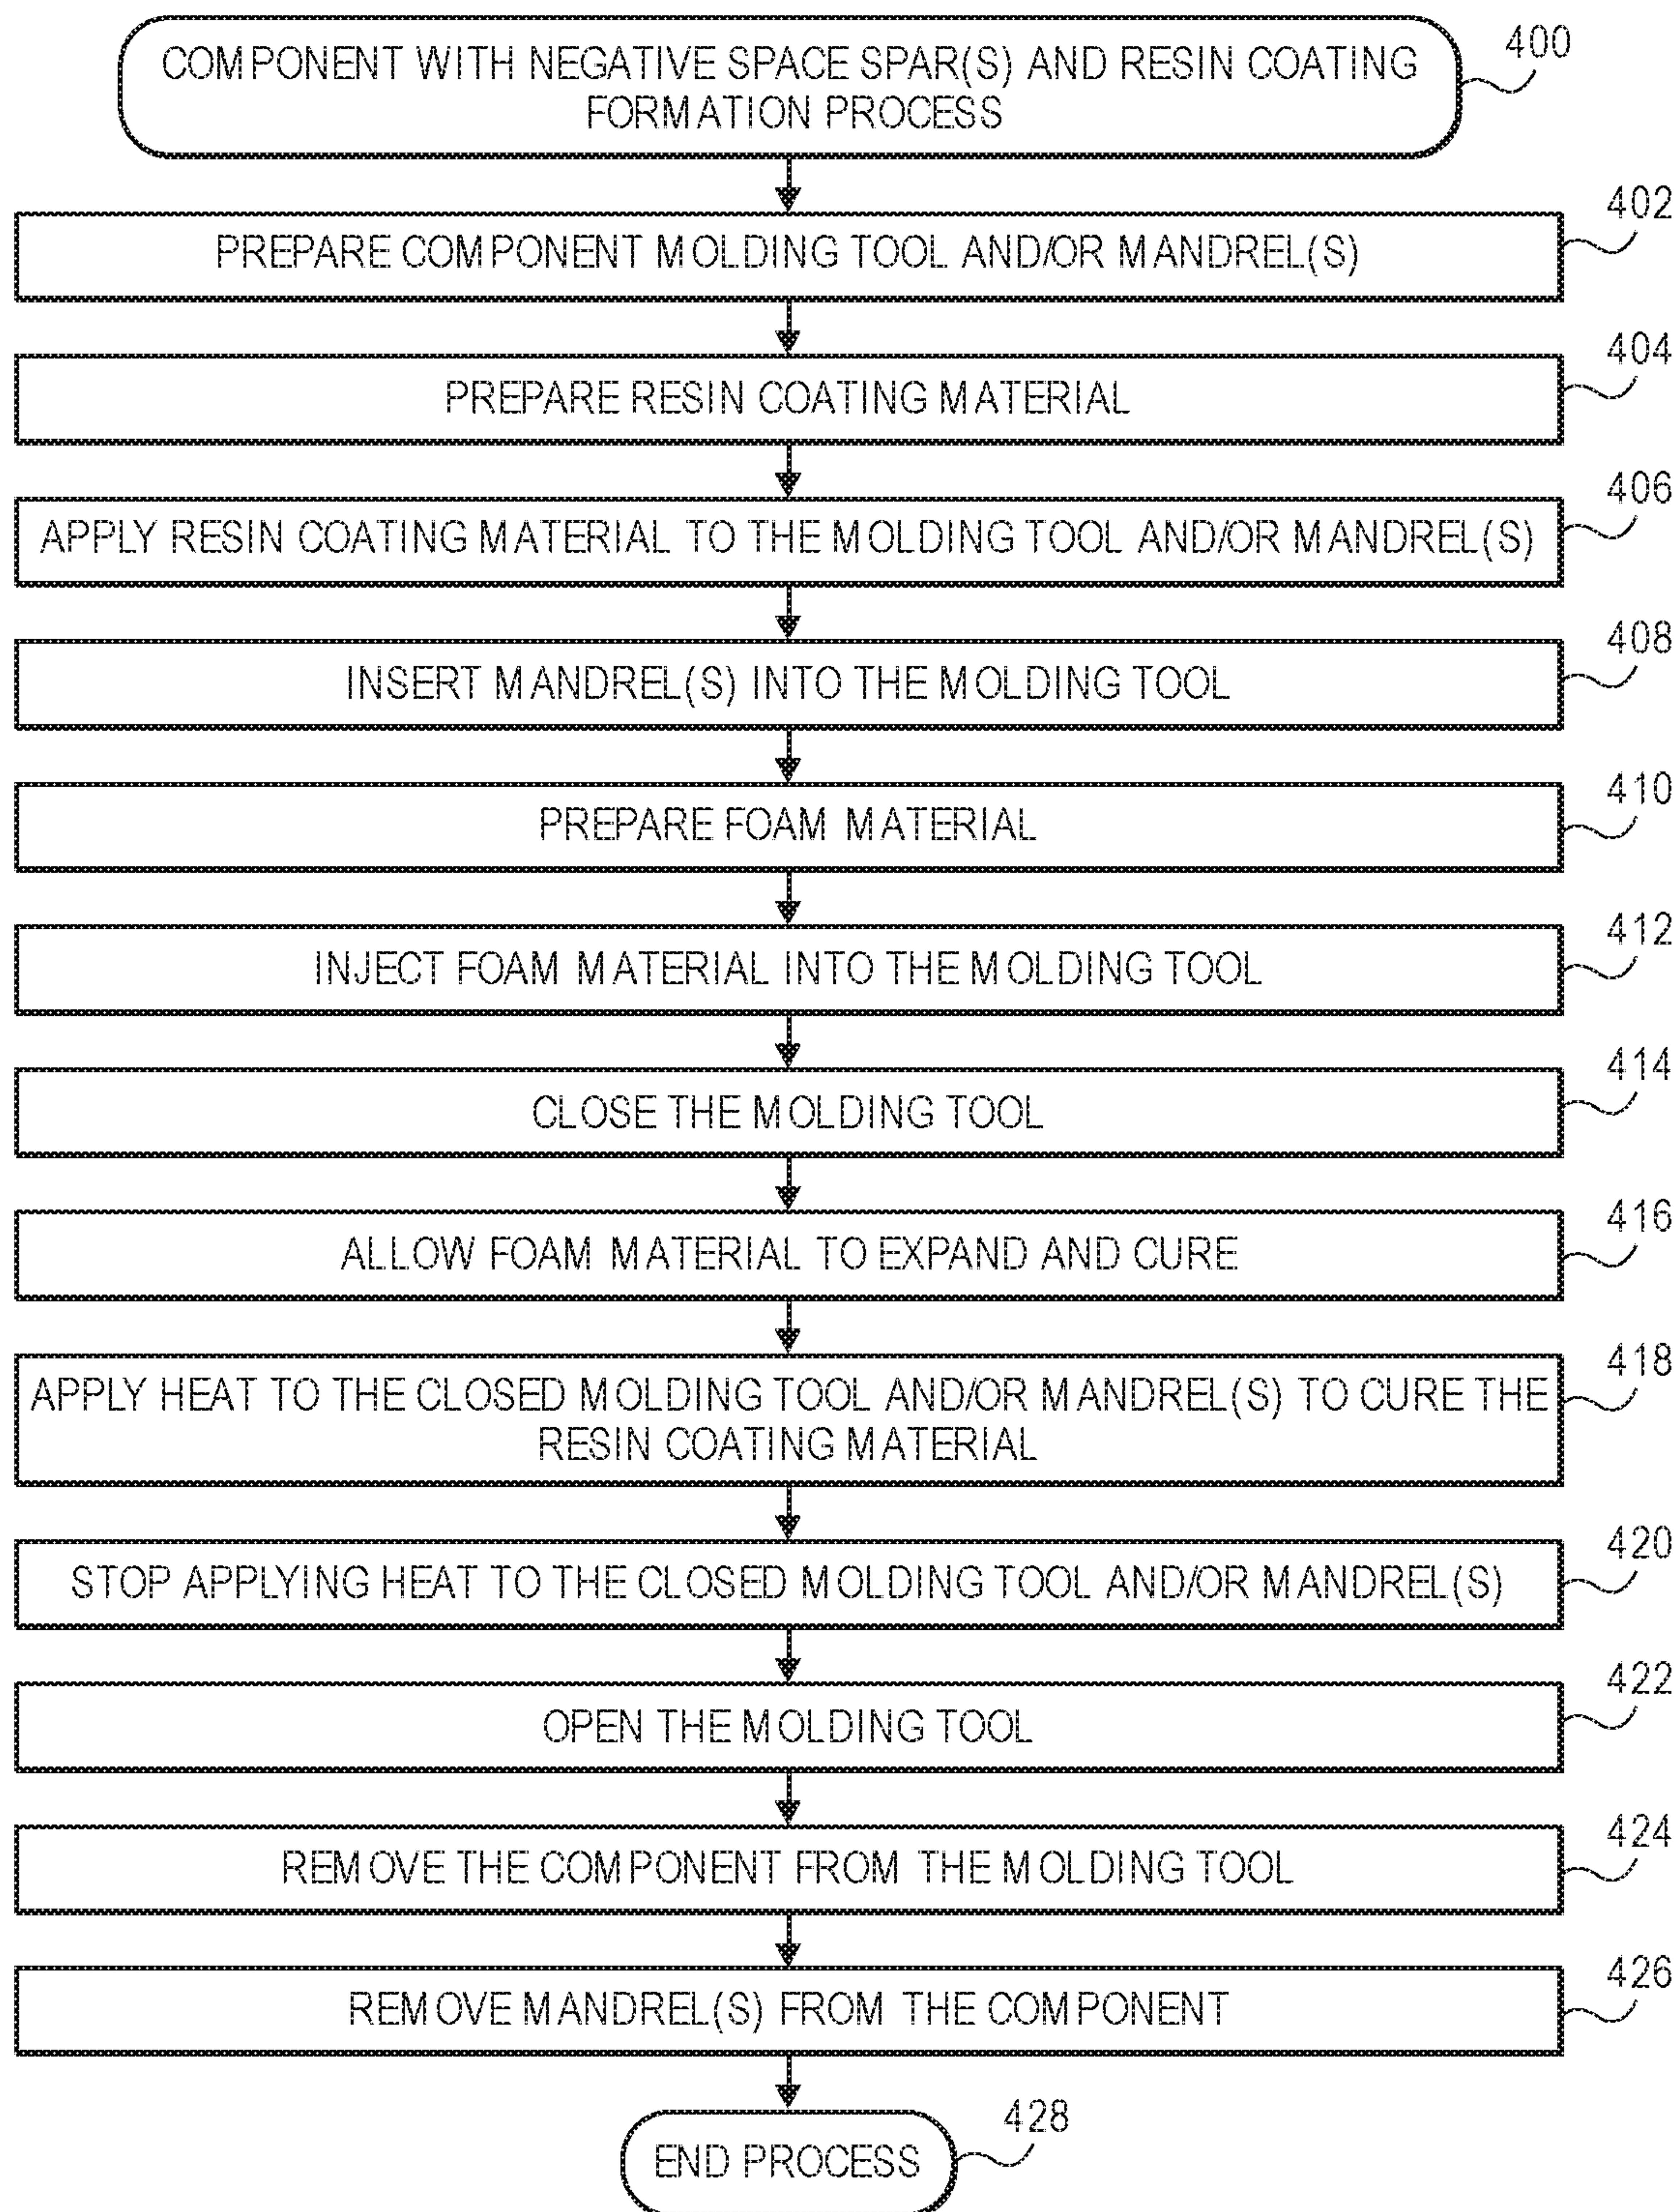 COMPONENT WITH NEGATIVE SPACE SPAR(S) AND RESIN COATING
FORMATION PROCESS
400
PREPARE COMPONENT MOLDING TOOL AND/OR MANDREL(S)
402
PREPARE RESIN COATING MATERIAL
404
APPLY RESIN COATING MATERIAL TO THE MOLDING TOOL AND/OR MANDREL(S)
406
INSERT MANDREL(S) INTO THE MOLDING TOOL
408
PREPARE FOAM MATERIAL
410
INJECT FOAM MATERIAL INTO THE MOLDING TOOL
412
CLOSE THE MOLDING TOOL
414
ALLOW FOAM MATERIAL TO EXPAND AND CURE
416
APPLY HEAT TO THE CLOSED MOLDING TOOL AND/OR MANDREL(S) TO CURE THE
RESIN COATING MATERIAL
418
STOP APPLYING HEAT TO THE CLOSED MOLDING TOOL AND/OR MANDREL(S)
420
OPEN THE MOLDING TOOL
422
REMOVE THE COMPONENT FROM THE MOLDING TOOL
424
REMOVE MANDREL(S) FROM THE COMPONENT
426
END PROCESS
428